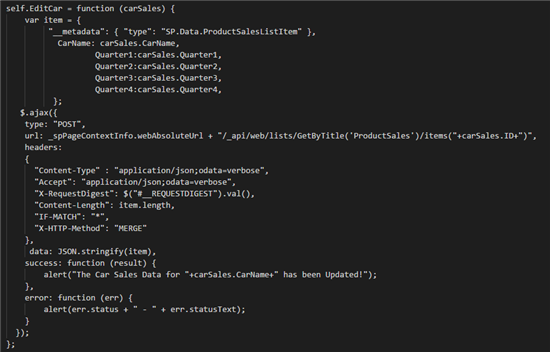 self.EditCar = function (carSales) {
var item = {
"__metadata": { "type": "SP.Data.ProductSalesListItem" },
CarName: carSales.CarName,
Quarter1:carSales.Quarter1,
Quarter2:carSales.Quarter2,
Quarter3:carSales.Quarter3,
Quarter4:carSales.Quarter4,
};
$.ajax({
type: "POST",
url: _spPageContextInfo.webAbsoluteUrl + "/_api/web/lists/GetByTitle('ProductSales')/items("+carSales.ID+")",
headers:
{
"Content-Type" : "application/json;odata=verbose",
"Accept": "application/json;odata=verbose",
"X-RequestDigest": $("#__REQUESTDIGEST").val(),
"Content-Length": item.length,
"IF-MATCH": "*",
"X-HTTP-Method": "MERGE"
},
data: JSON.stringify(item),
success: function (result) {
alert("The Car Sales Data for "+carSales.CarName+" has been Updated!");
},
error: function (err) {
alert(err.status + " - " + err.statusText);
}
});
};